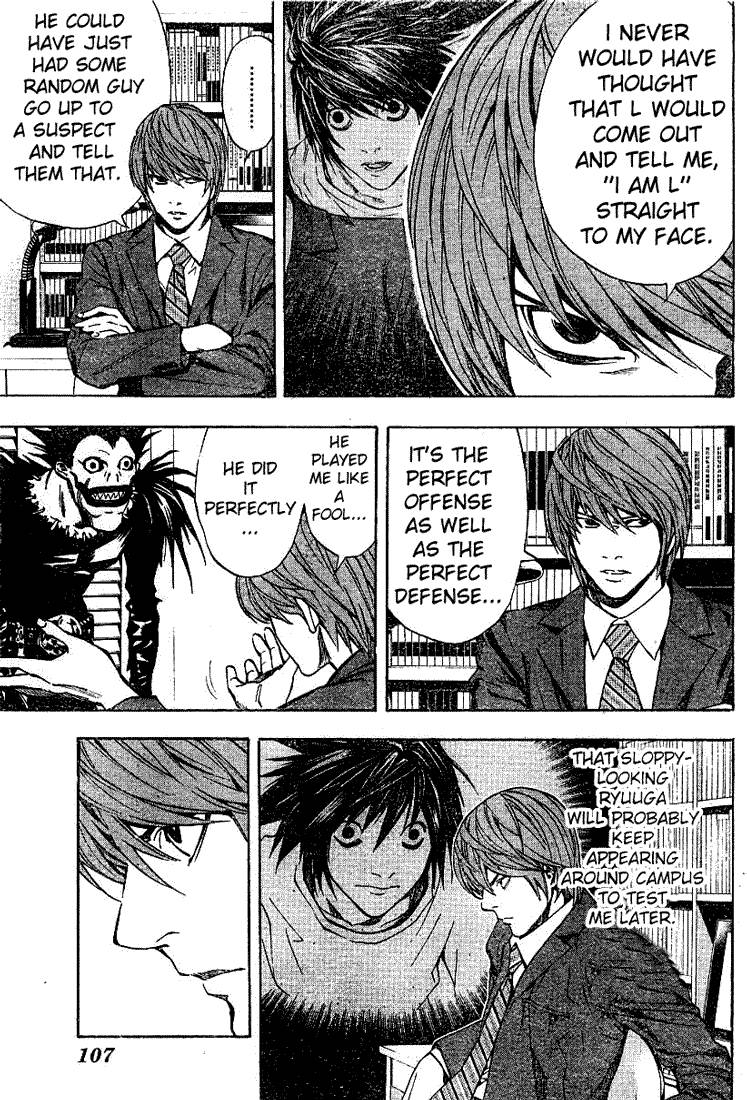 I NEVER
WOULD HAVE
THOUGHT
THAT L WOULD
COME OUT
AND TELL ME,
"I AM L"
STRAIGHT
TO MY FACE.
..........
HE COULD
HAVE JUST
HAD SOME
RANDOM GUY
GO UP TO
A SUSPECT
AND TELL
THEM THAT.
IT'S THE
PERFECT
OFFENSE
AS WELL
AS THE
PERFECT
DEFENSE...
HE
PLAYED
ME LIKE
A
FOOL...
HE DID
IT
PERFECTLY
...
THAT SLOPPY-
LOOKING
RYUUGA
WILL PROBABLY
KEEP
APPEARING
AROUND CAMPUS
TO TEST
ME LATER.
107